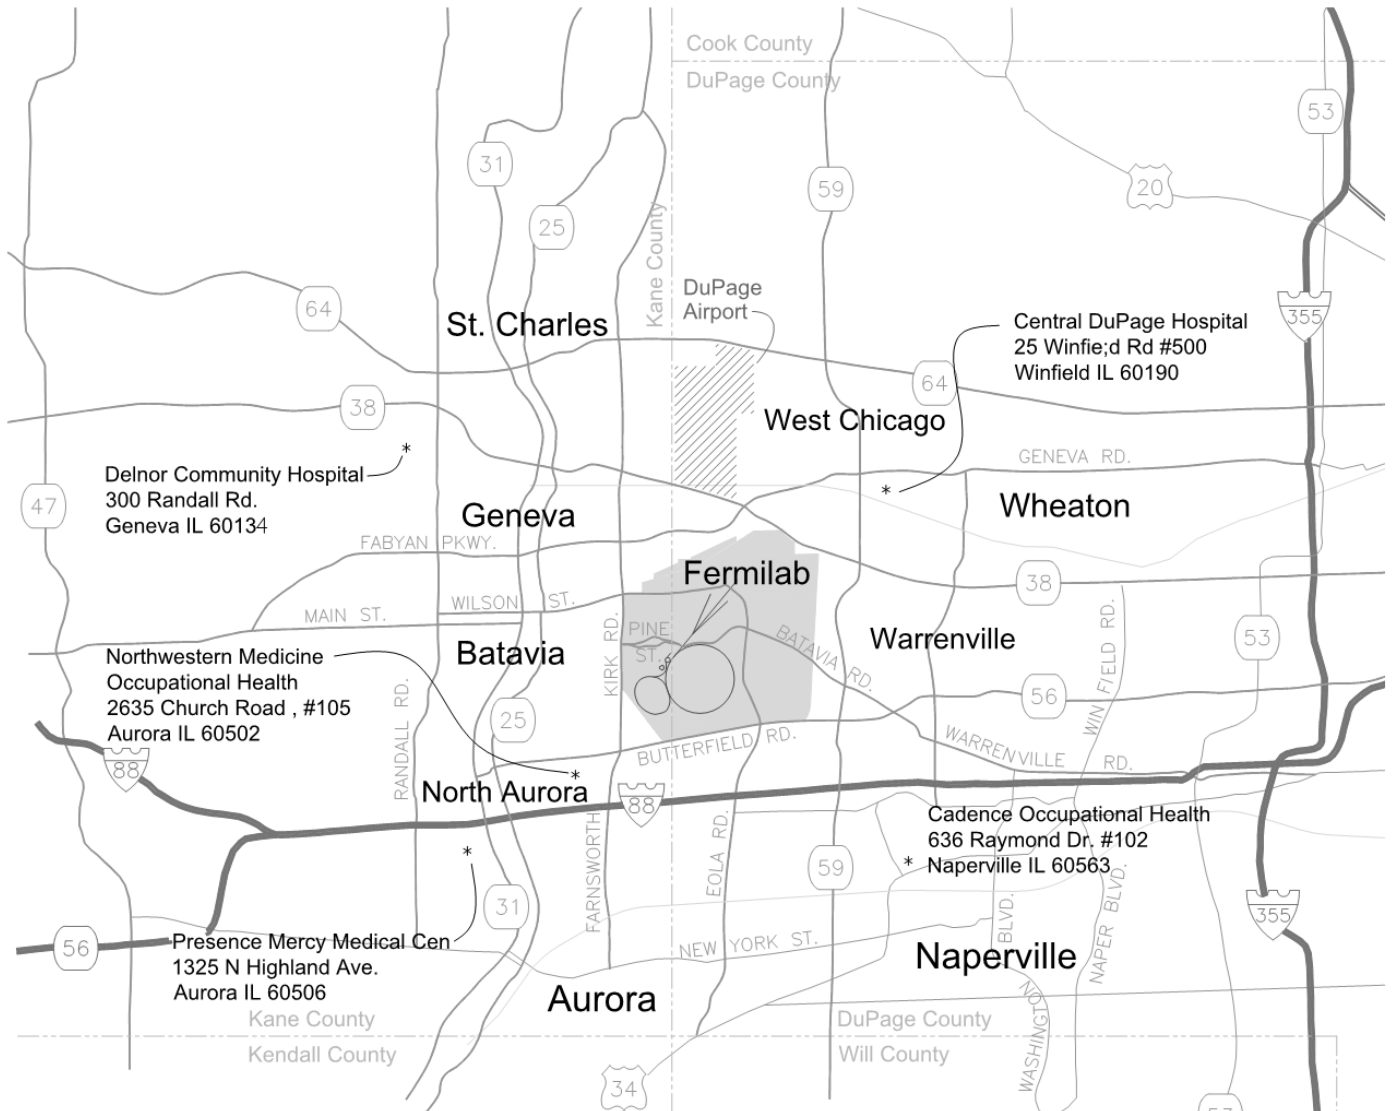 Cook County
DuPage County
53
31
20
59
25
Kane County
DuPage
Airport
64
St. Charles
Central DuPage Hospital
25 Winfie;d Rd #500
Winfield IL 60190
355
64
38
West Chicago
GENEVA RD.
*
Delnor Community Hospital
300 Randall Rd.
Geneva IL 60134
47
*
Wheaton
Geneva
FABYAN PKWY.
Fermilab
38
WILSON ST.
MAIN ST.
KIRK RD.
PINE
ST.
BATAVIA RD.
Warrenville
WINFIELD RD.
53
Batavia
Northwestern Medicine
Occupational Health
2635 Church Road , #105
Aurora IL 60502
RANDALL RD.
56
25
BUTTERFIELD RD.
WARRENVILLE RD.
88
*
North Aurora
88
Cadence Occupational Health
636 Raymond Dr. #102
Naperville IL 60563
*
*
FARNSWORTH
EOLA RD.
59
31
355
BLVD.
NAPER BLVD.
56
Presence Mercy Medical Cen
1325 N Highland Ave.
Aurora IL 60506
NEW YORK ST.
Naperville
Aurora
WASHINGTON
Kane County
Kendall County
DuPage County
Will County
34
53